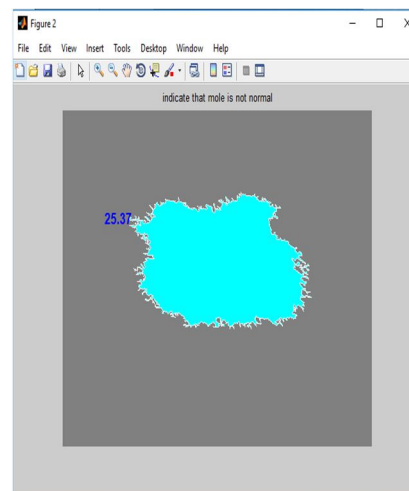 Figure 2
File Edit View Insert Tools Desktop Window Help
indicate that mole is not normal
25.37